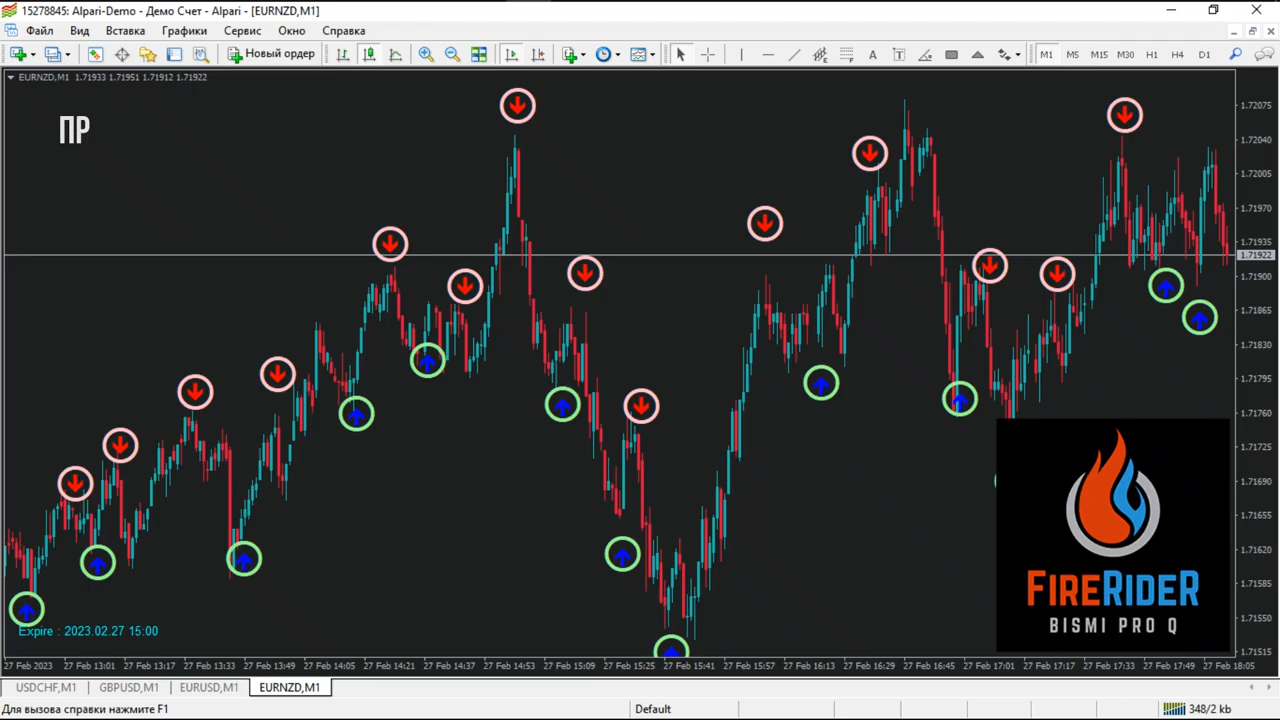 15278845: Alpari-Demo - Демо Счет - Alpari - [EURNZD,M1]
Файл Вид Вставка Графики Сервис Окно Справка
Новый ордер A T M1 M5 M15 M30 H1 H4 D1
EURNZD,M1 1.71933 1.71951 1.71912 1.71922
ПР
1.72075
1.72040
1.72005
1.71970
1.71935
1.71922
1.71900
1.71865
1.71830
1.71795
1.71760
1.71725
1.71690
1.71655
1.71620
1.71585
1.71550
1.71515
FIRERIDER
BISMI PRO Q
Expire : 2023.02.27 15:00
27 Feb 2023 27 Feb 13:01 27 Feb 13:17 27 Feb 13:33 27 Feb 13:49 27 Feb 14:05 27 Feb 14:21 27 Feb 14:37 27 Feb 14:53 27 Feb 15:09 27 Feb 15:25 27 Feb 15:41 27 Feb 15:57 27 Feb 16:13 27 Feb 16:29 27 Feb 16:45 27 Feb 17:01 27 Feb 17:17 27 Feb 17:33 27 Feb 17:49 27 Feb 18:05
USDCHF,M1 GBPUSD,M1 EURUSD,M1 EURNZD,M1
Для вызова справки нажмите F1 Default 348/2 kb